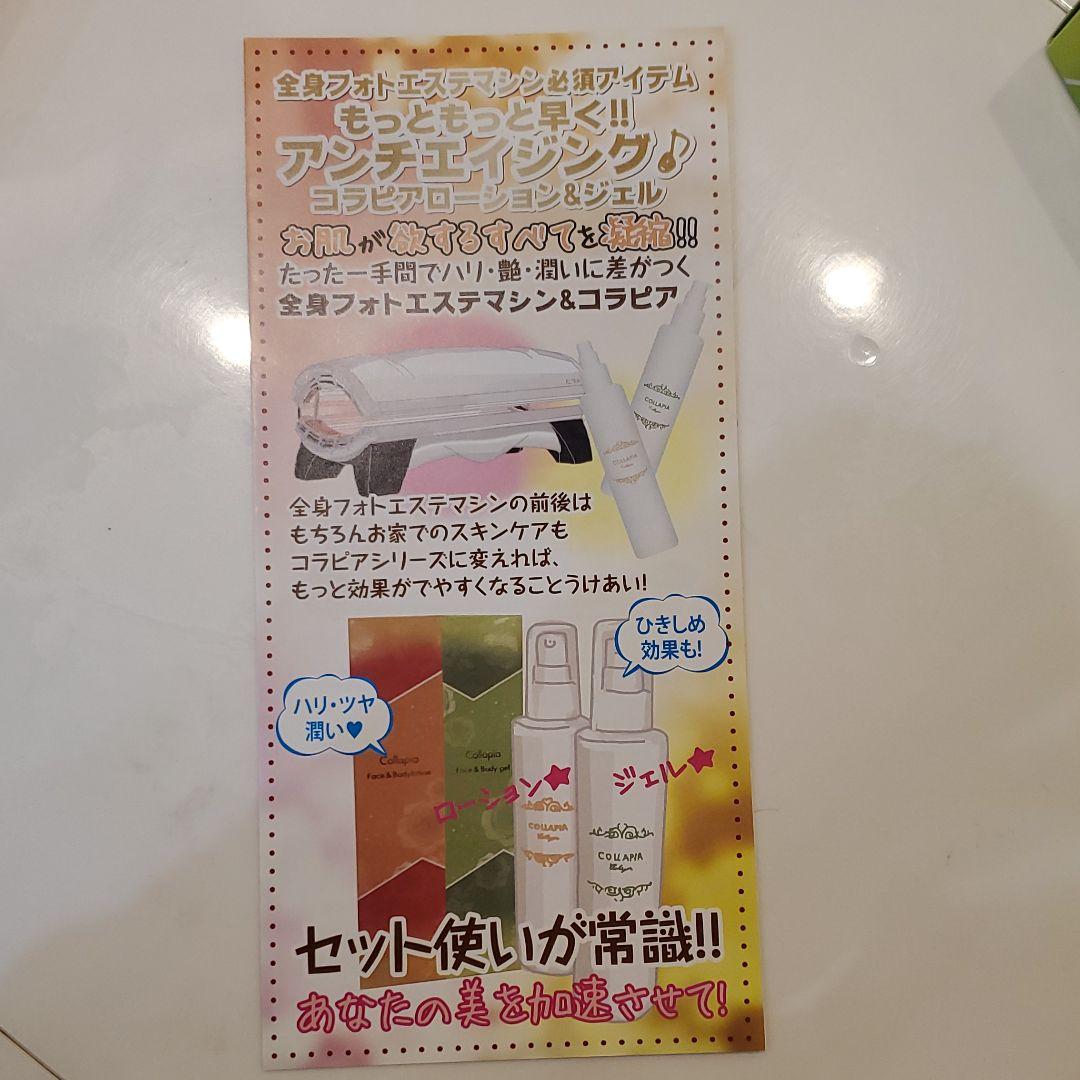 全身フォトエステマシン必須アイテム
もっともっと早く!!
アンチエイジング♪
コラピアローション&ジェル
お肌が欲するすべてを凝縮!!
たった一手間でハリ・艶・潤いに差がつく
全身フォトエステマシン&コラピア
COLLAPIA
COLLAPIA
全身フォトエステマシンの前後は
もちろんお家でのスキンケアも
コラピアシリーズに変えれば、
もっと効果がでやすくなることうけあい!
ひきしめ
効果も!
ハリ・ツヤ
潤い♥
Collapia
Face & Body lotion
Collapia
Face & Body gel
ローション★
ジェル★
COLLAPIA
COLLAPIA
セット使いが常識!!
あなたの美を加速させて!